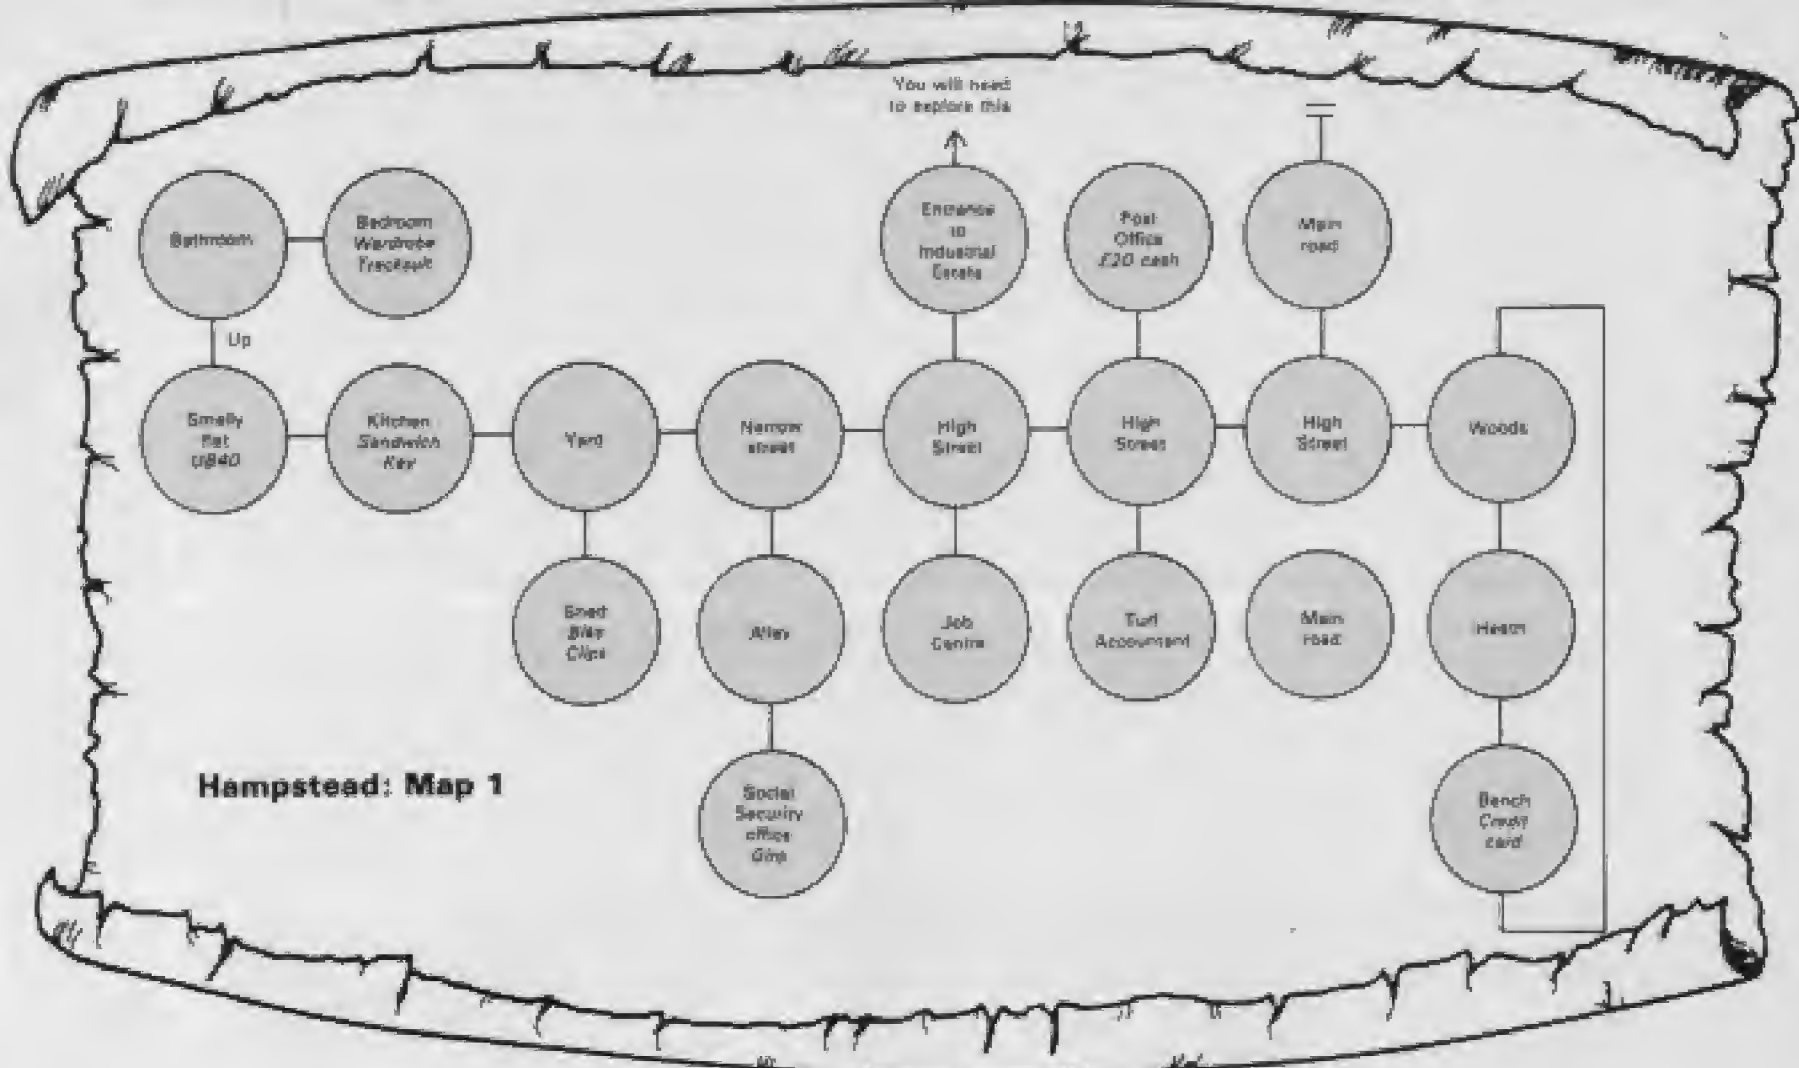 You will need
to explore this
Bathroom
Bedroom
Wardrobe
Tracksuit
Entrance
to
Industrial
Estate
Post
Office
£20 cash
Main
road
Up
Smelly
flat
UB40
Kitchen
Sandwich
Key
Yard
Narrow
street
High
Street
High
Street
High
Street
Woods
Shed
Bike
Clips
Alley
Job
Centre
Turf
Accountant
Main
road
Heath
Hampstead: Map 1
Social
Security
office
Giro
Bench
Credit
card